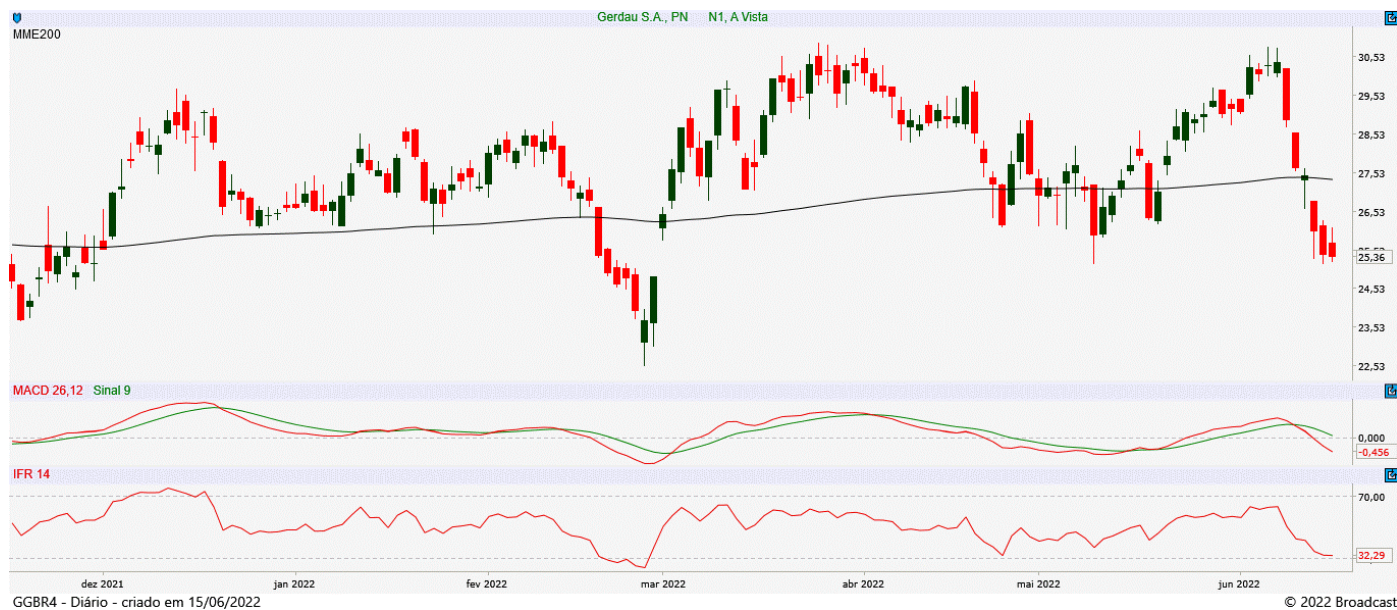 Gerdau S.A., PN N1, A Vista
MME200
30,53
29,53
28,53
27,53
26,53
25,36
24,53
23,53
22,53
MACD 26,12 Sinal 9
0,000
-0,456
IFR 14
70,00
32,29
dez 2021 jan 2022 fev 2022 mar 2022 abr 2022 mai 2022 jun 2022
GGBR4 - Diário - criado em 15/06/2022 © 2022 Broadcast